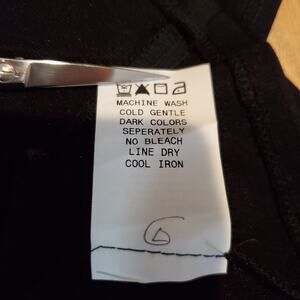 MACHINE WASH
COLD GENTLE
DARK COLORS
SEPERATELY
NO BLEACH
LINE DRY
COOL IRON
6